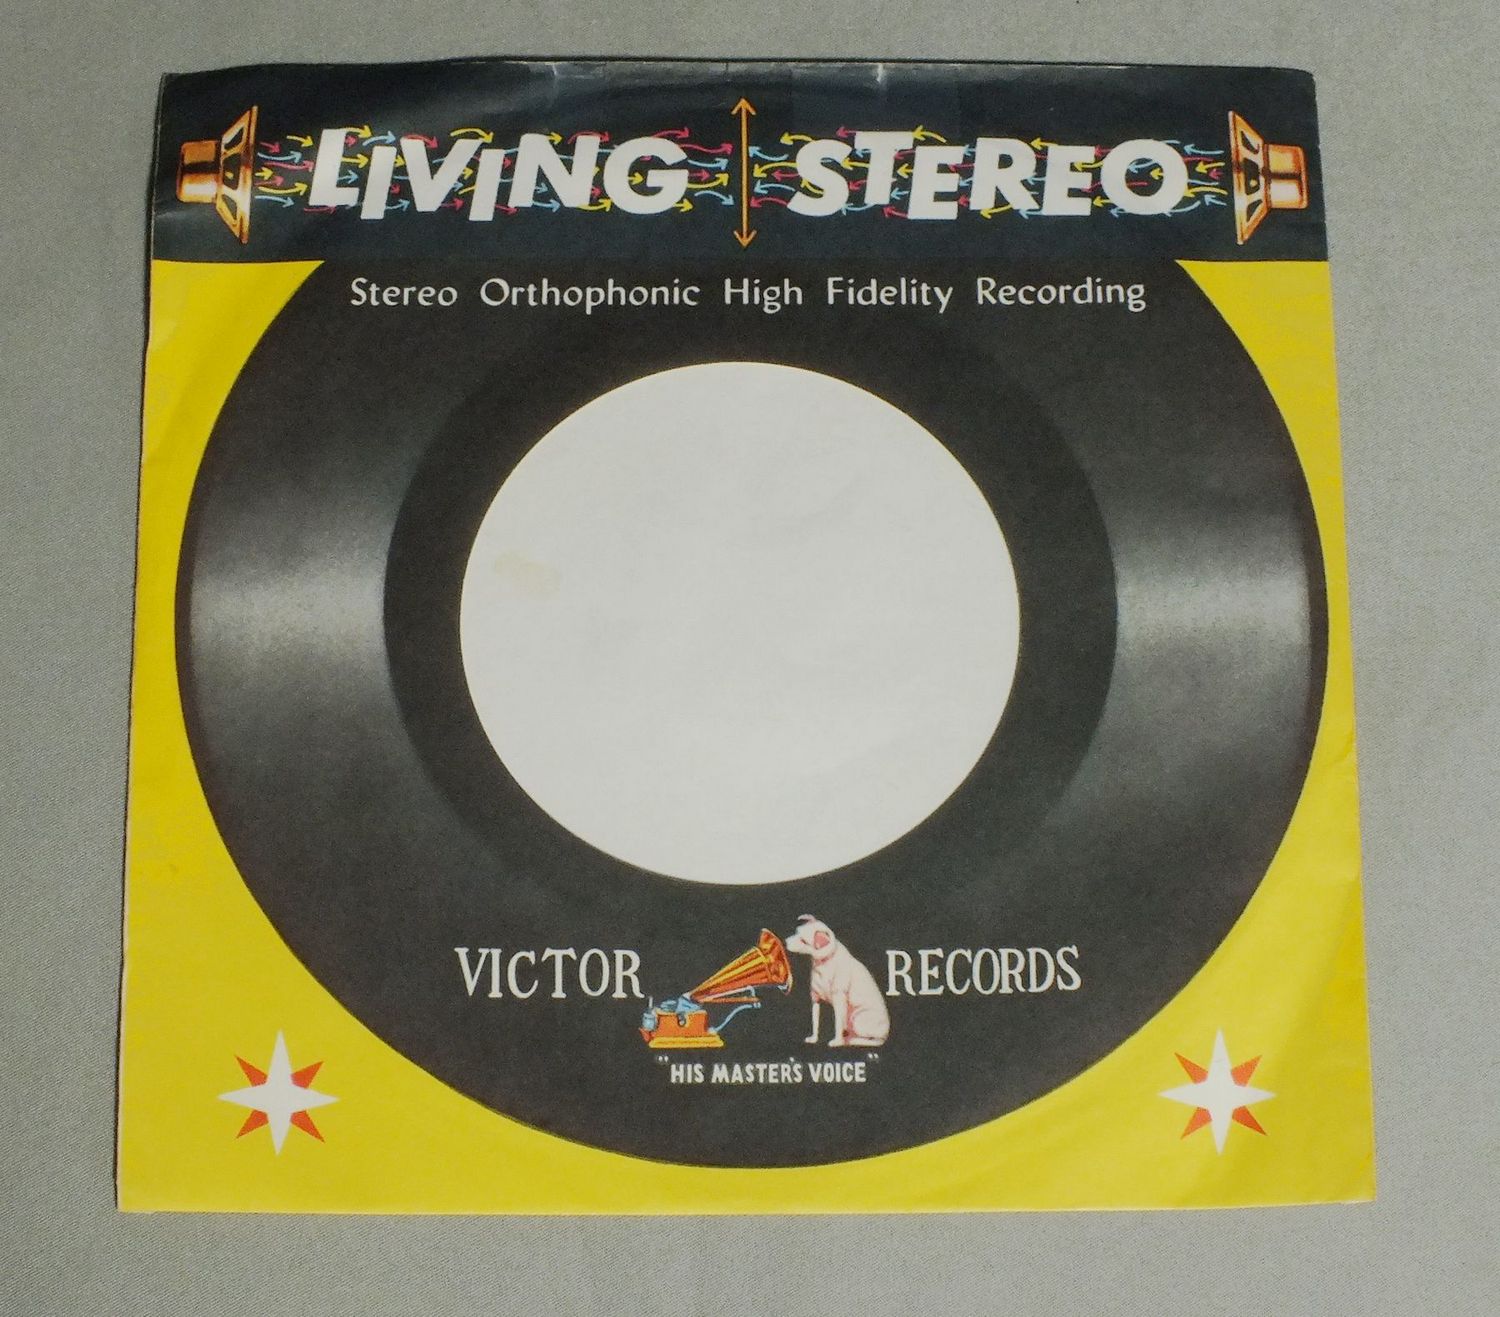 LIVING STEREO
Stereo Orthophonic High Fidelity Recording
VICTOR RECORDS
"HIS MASTER'S VOICE"